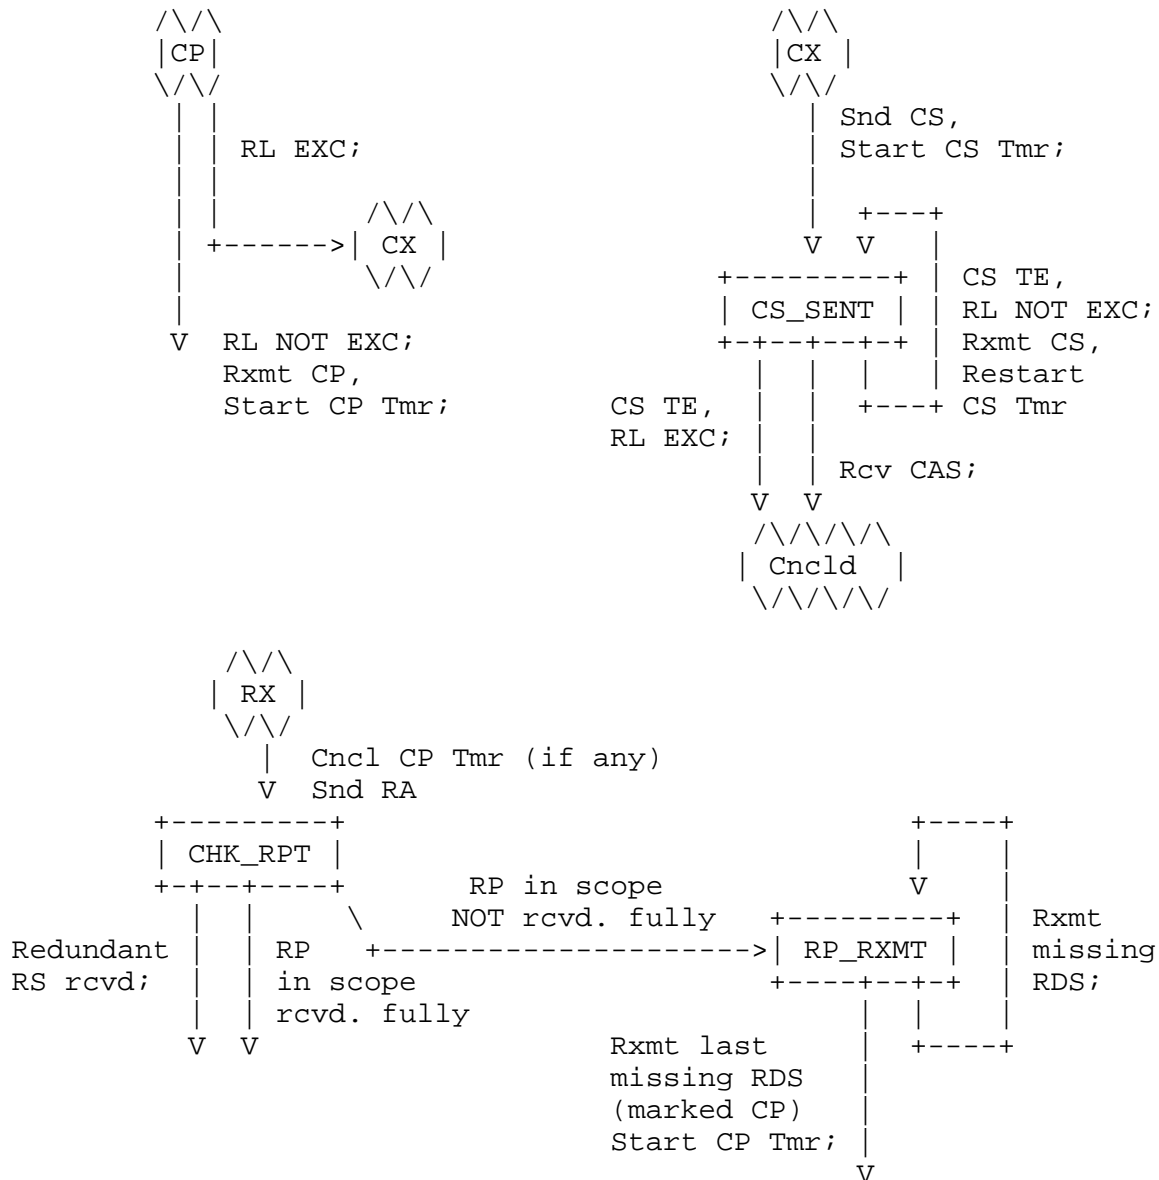 CP
CX
Snd CS,
RL EXC; Start CS Tmr;
CX
CS TE,
CS_SENT RL NOT EXC;
RL NOT EXC; Rxmt CS,
Rxmt CP, Restart
Start CP Tmr; CS TE, CS Tmr
RL EXC;
Rcv CAS;
Cncld
RX
Cncl CP Tmr (if any)
Snd RA
CHK_RPT
RP in scope
NOT rcvd. fully Rxmt
Redundant RP RP_RXMT missing
RS rcvd; in scope RDS;
rcvd. fully
Rxmt last
missing RDS
(marked CP)
Start CP Tmr;